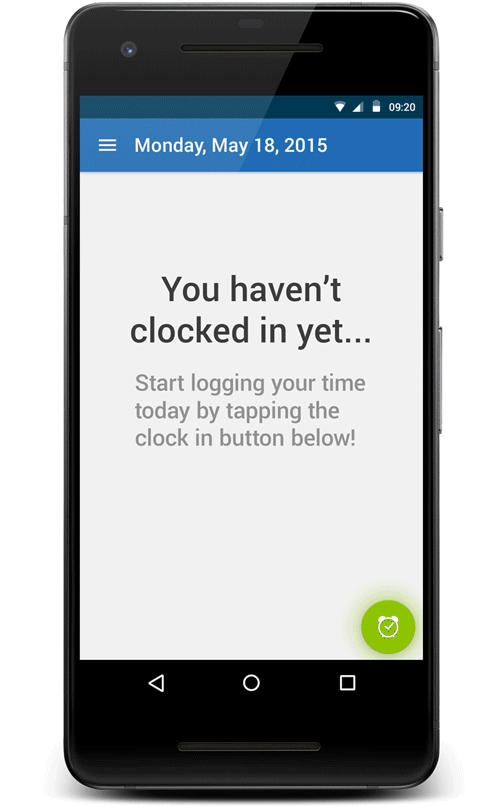 09:20
Monday, May 18, 2015
You haven’t
clocked in yet...
Start logging your time
today by tapping the
clock in button below!